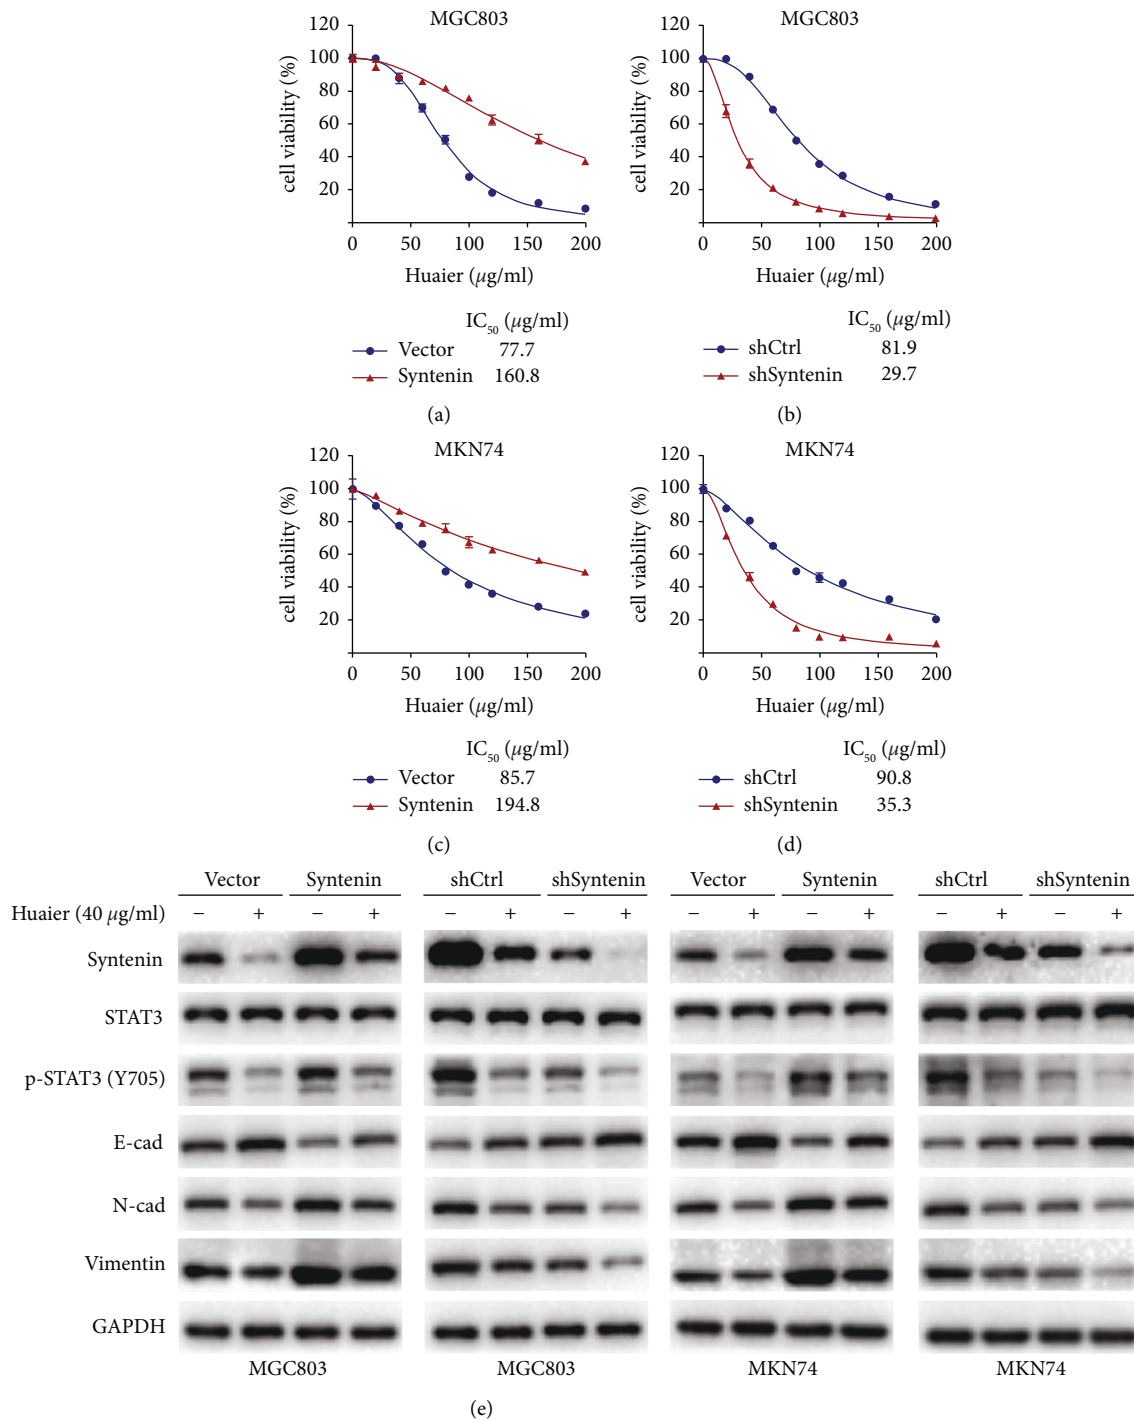 MGC803
120
100
80
60
40
20
cell viability (%)
0 50 100 150 200
Huaier (μg/ml)
IC50 (μg/ml)
Vector 77.7
Syntenin 160.8
(a)
MGC803
120
100
80
60
40
20
cell viability (%)
0 50 100 150 200
Huaier (μg/ml)
IC50 (μg/ml)
shCtrl 81.9
shSyntenin 29.7
(b)
MKN74
120
100
80
60
40
20
cell viability (%)
0 50 100 150 200
Huaier (μg/ml)
IC50 (μg/ml)
Vector 85.7
Syntenin 194.8
(c)
MKN74
120
100
80
60
40
20
cell viability (%)
0 50 100 150 200
Huaier (μg/ml)
IC50 (μg/ml)
shCtrl 90.8
shSyntenin 35.3
(d)
Vector Syntenin shCtrl shSyntenin Vector Syntenin shCtrl shSyntenin
Huaier (40 μg/ml) − + − + − + − + − + − + − + − +
Syntenin
STAT3
p-STAT3 (Y705)
E-cad
N-cad
Vimentin
GAPDH
MGC803 MGC803 MKN74 MKN74
(e)